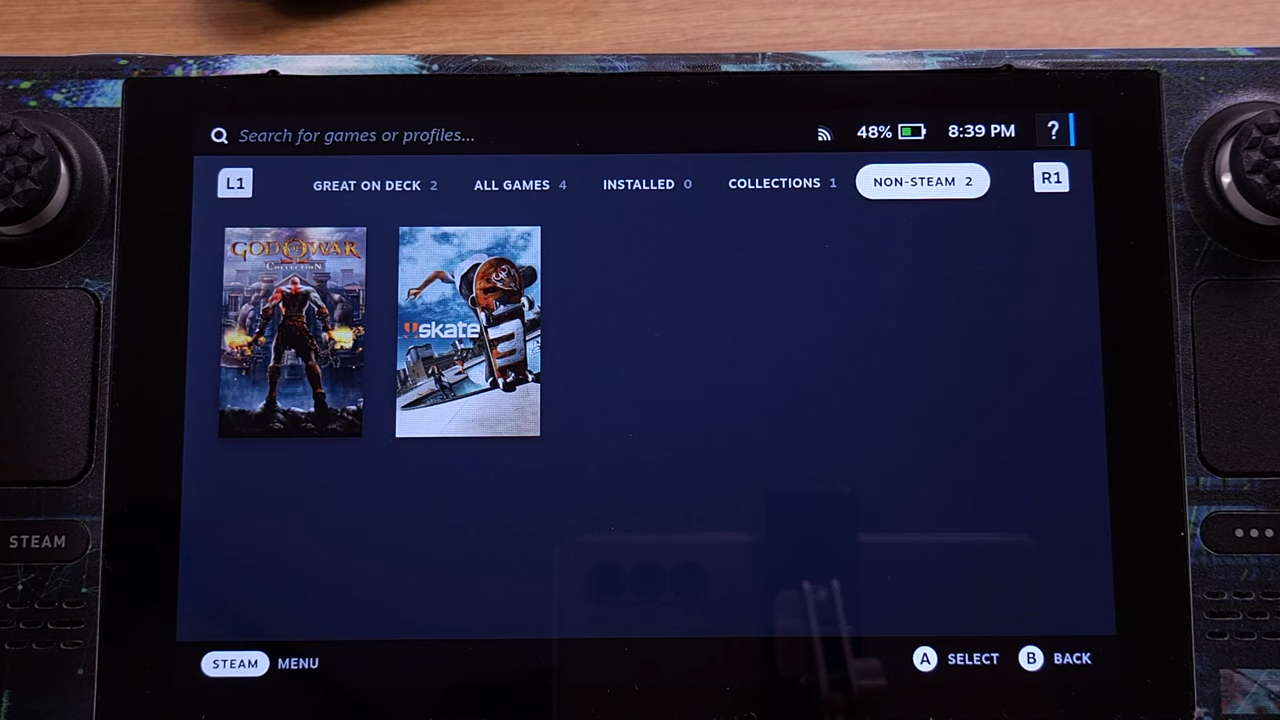 Search for games or profiles...
48%
8:39 PM
?
L1
GREAT ON DECK 2
ALL GAMES 4
INSTALLED 0
COLLECTIONS 1
NON-STEAM 2
R1
GOD OF WAR
COLLECTION
skate
3
STEAM
STEAM MENU
A SELECT
B BACK